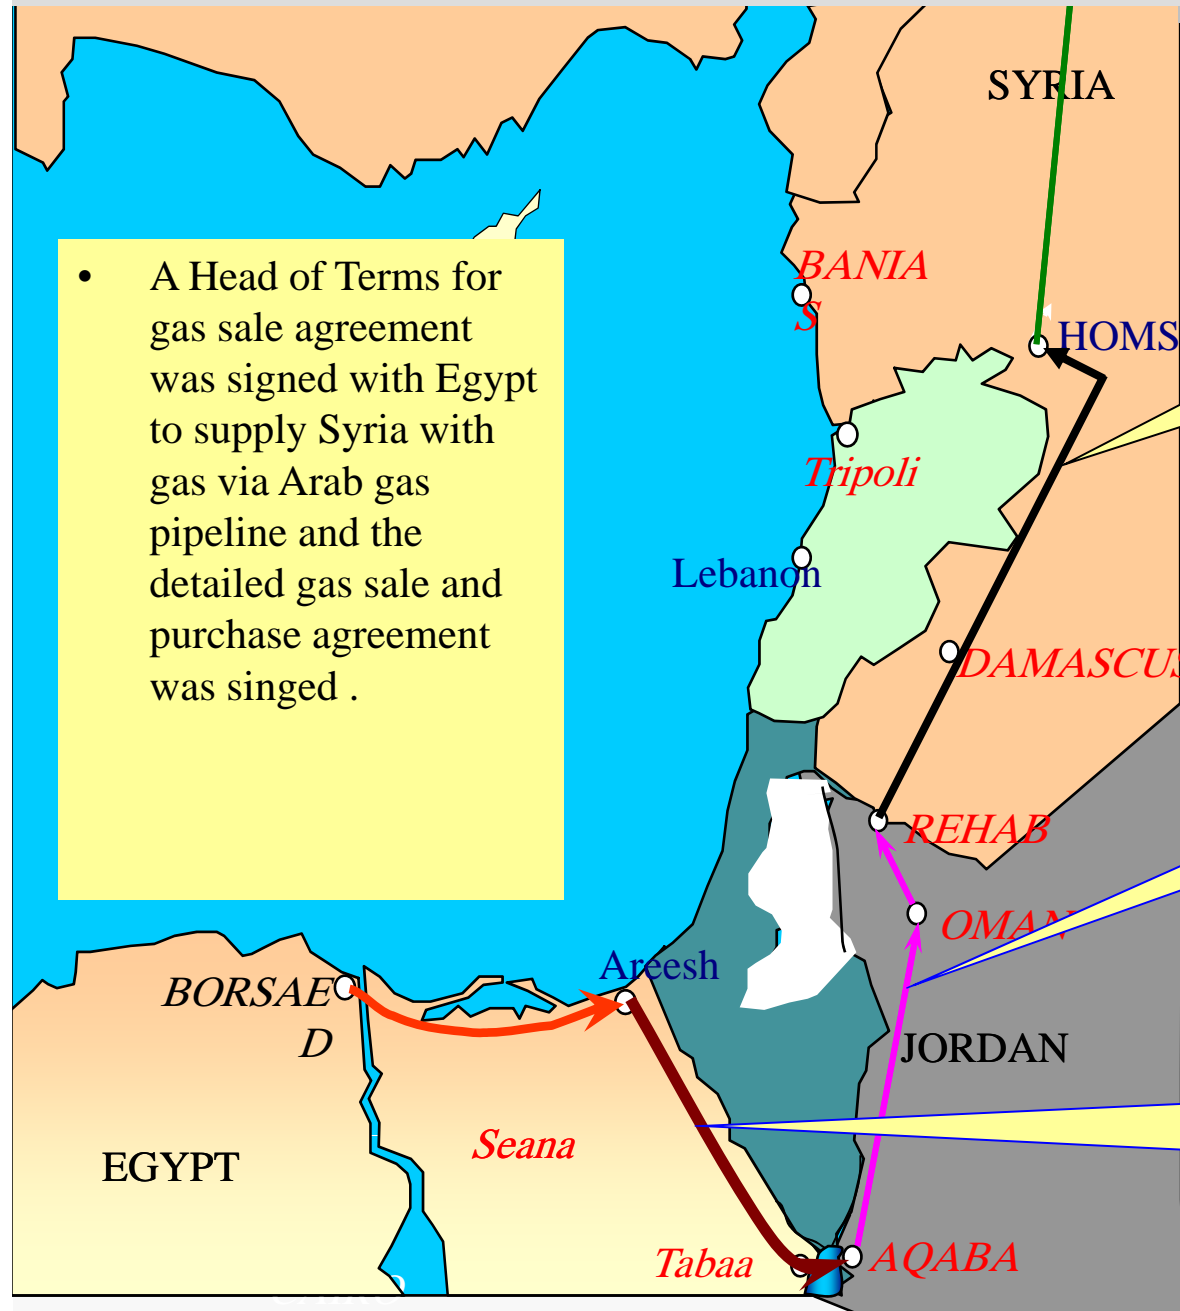 SYRIA
• A Head of Terms for
gas sale agreement
was signed with Egypt
to supply Syria with
gas via Arab gas
pipeline and the
detailed gas sale and
purchase agreement
was singed .
BANIA
S
HOMS
Tripoli
Lebanon
DAMASCUS
REHAB
OMAN
Areesh
BORSAE
D
JORDAN
Seana
EGYPT
Tabaa
AQABA
CAIRO